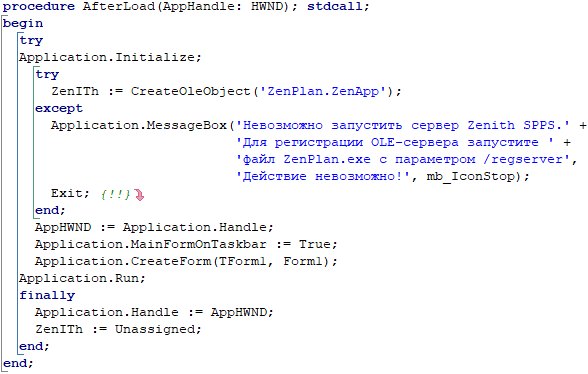 procedure AfterLoad(AppHandle: HWND); stdcall;
begin
try
Application.Initialize;
try
ZenITh := CreateOleObject('ZenPlan.ZenApp');
except
Application.MessageBox('Невозможно запустить сервер Zenith SPPS.' +
'Для регистрации OLE-сервера запустите ' +
'файл ZenPlan.exe с параметром /regserver',
'Действие невозможно!', mb_IconStop);
Exit; {!!}
end;
AppHWND := Application.Handle;
Application.MainFormOnTaskbar := True;
Application.CreateForm(TForm1, Form1);
Application.Run;
finally
Application.Handle := AppHWND;
ZenITh := Unassigned;
end;
end;